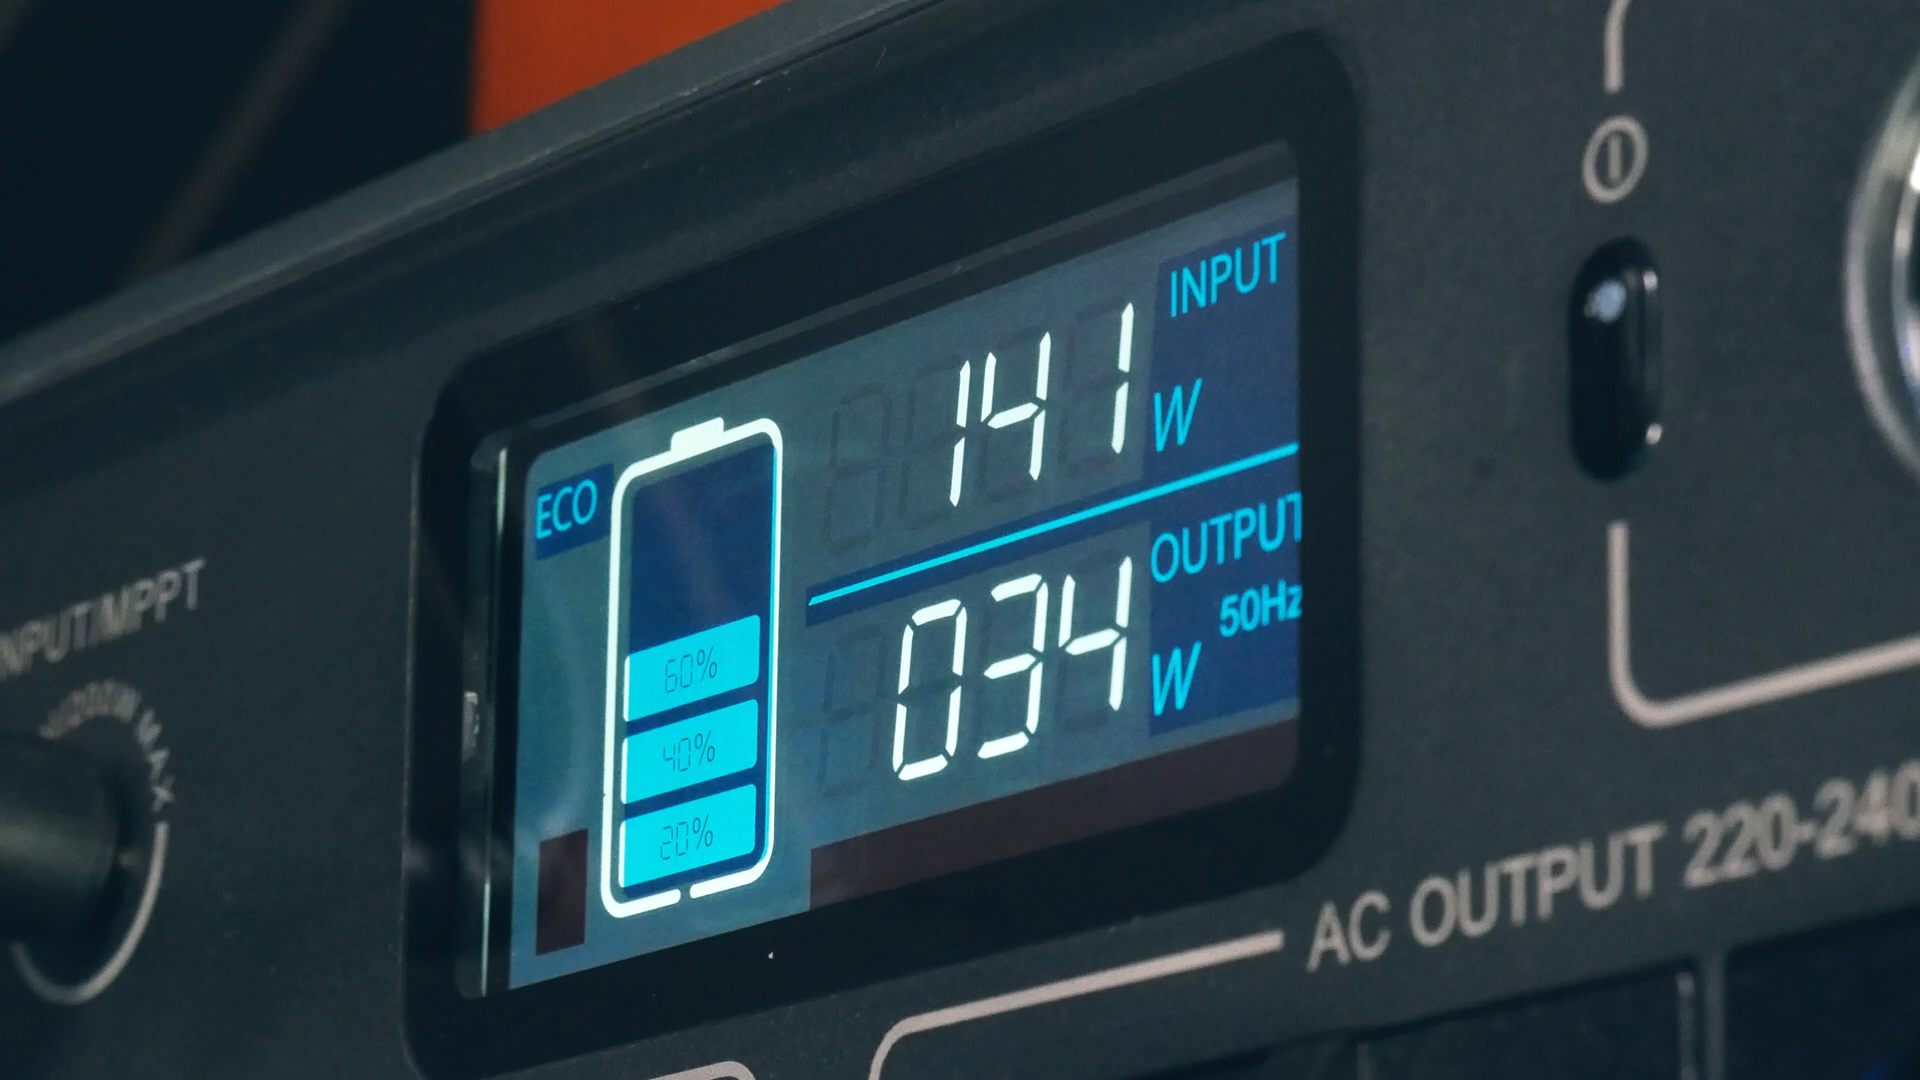 INPUT
141 W
ECO
OUTPUT
50Hz
034 W
60%
40%
20%
INPUT/MPPT
MAX
AC OUTPUT 220-240